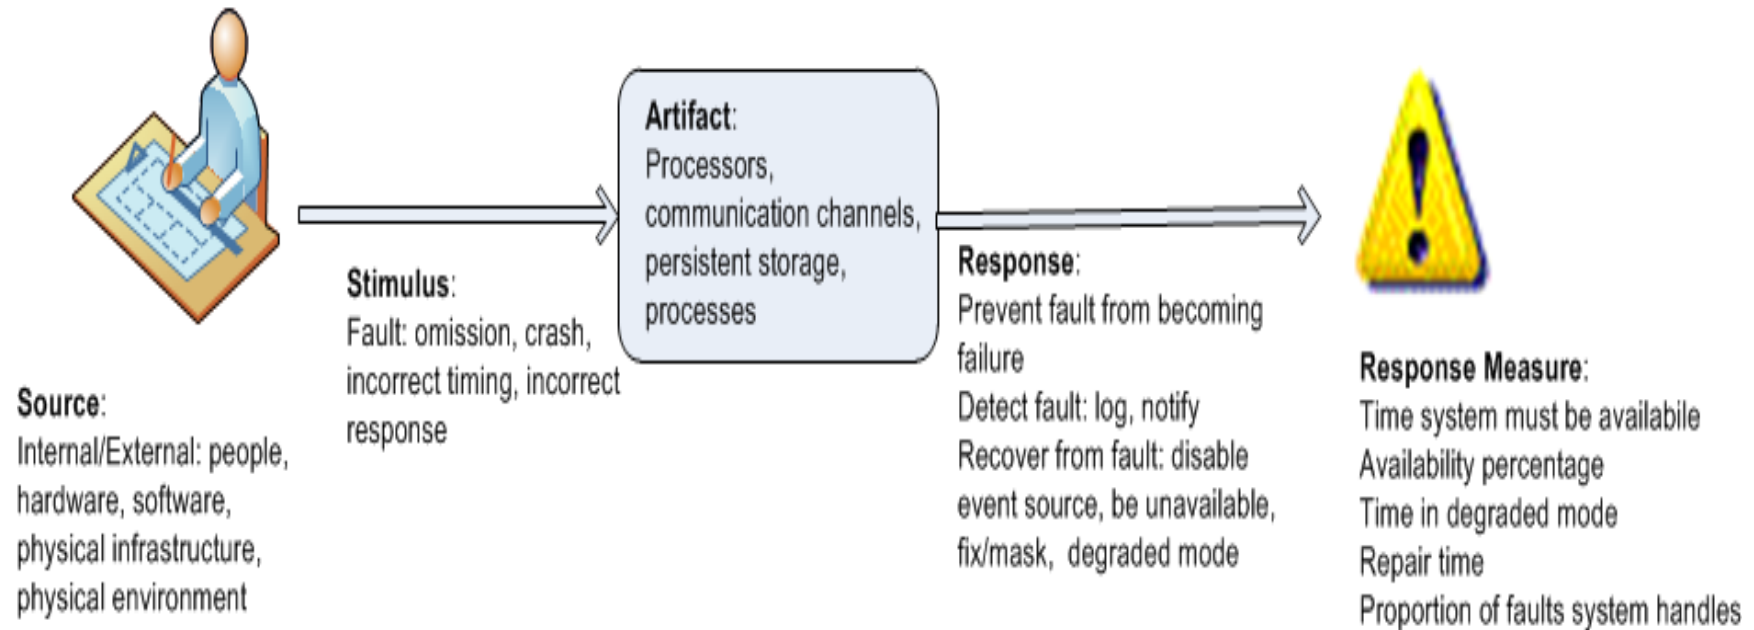 Source:
Internal/External: people,
hardware, software,
physical infrastructure,
physical environment
Stimulus:
Fault: omission, crash,
incorrect timing, incorrect
response
Artifact:
Processors,
communication channels,
persistent storage,
processes
Response:
Prevent fault from becoming
failure
Detect fault: log, notify
Recover from fault: disable
event source, be unavailable,
fix/mask, degraded mode
Response Measure:
Time system must be availabile
Availability percentage
Time in degraded mode
Repair time
Proportion of faults system handles